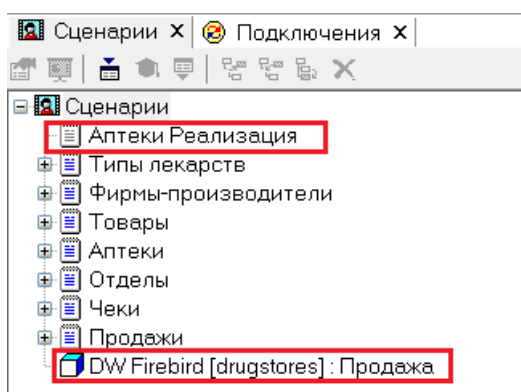 Сценарии X Подключения X
Сценарии
Аптеки Реализация
Типы лекарств
Фирмы-производители
Товары
Аптеки
Отделы
Чеки
Продажи
DW Firebird [drugstores] : Продажа